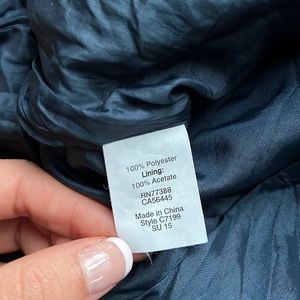 100% Polyester
Lining:
100% Acetate
RN77388
CA56445
Made in China
Style C7199
SU 15